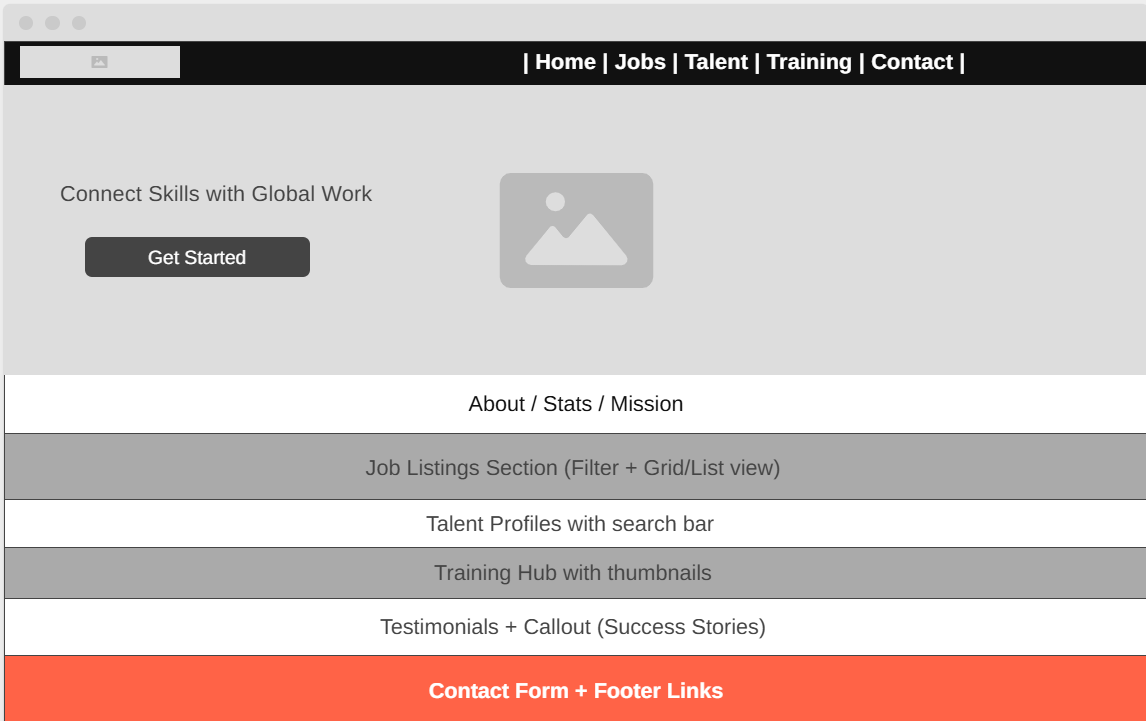 | Home | Jobs | Talent | Training | Contact |
Connect Skills with Global Work
Get Started
About / Stats / Mission
Job Listings Section (Filter + Grid/List view)
Talent Profiles with search bar
Training Hub with thumbnails
Testimonials + Callout (Success Stories)
Contact Form + Footer Links